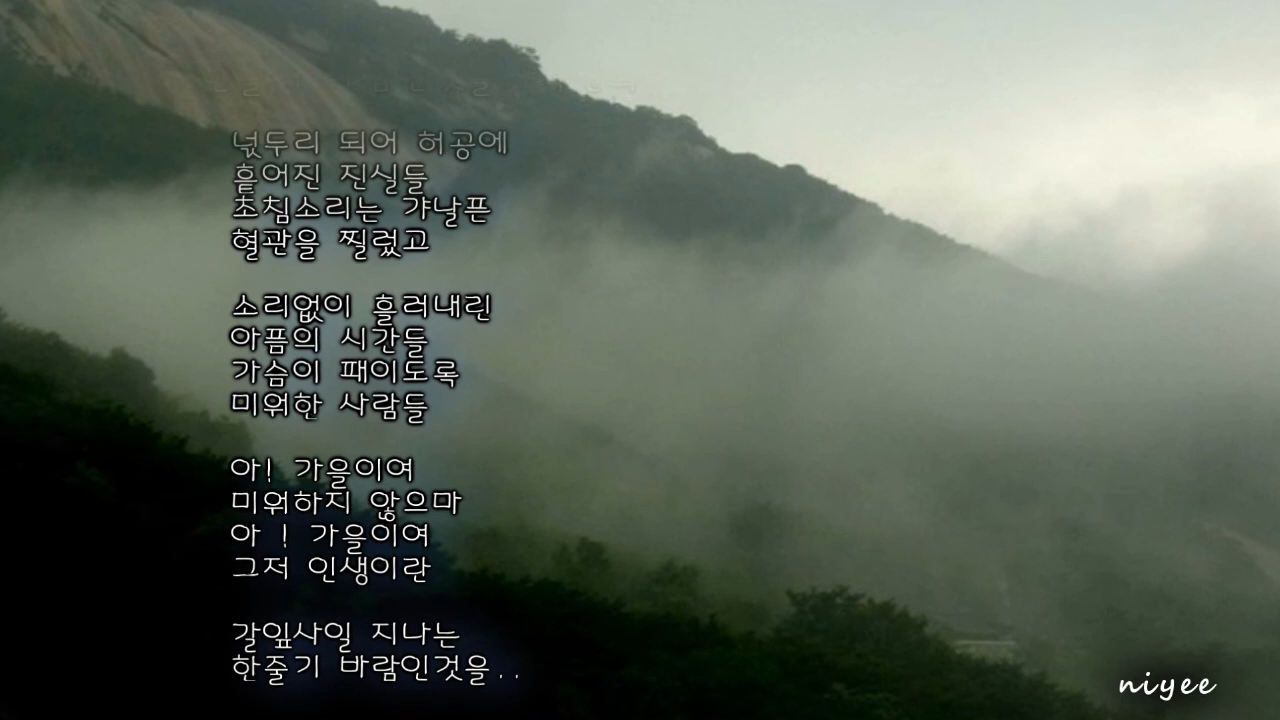 넋두리 되어 허공에
흩어진 진실들
초침소리는 갸날픈
혈관을 찔렀고
소리없이 흘러내린
아픔의 시간들
가슴이 패이도록
미워한 사람들
아! 가을이여
미워하지 않으마
아 ! 가을이여
그저 인생이란
갈잎사일 지나는
한줄기 바람인것을..
niyee